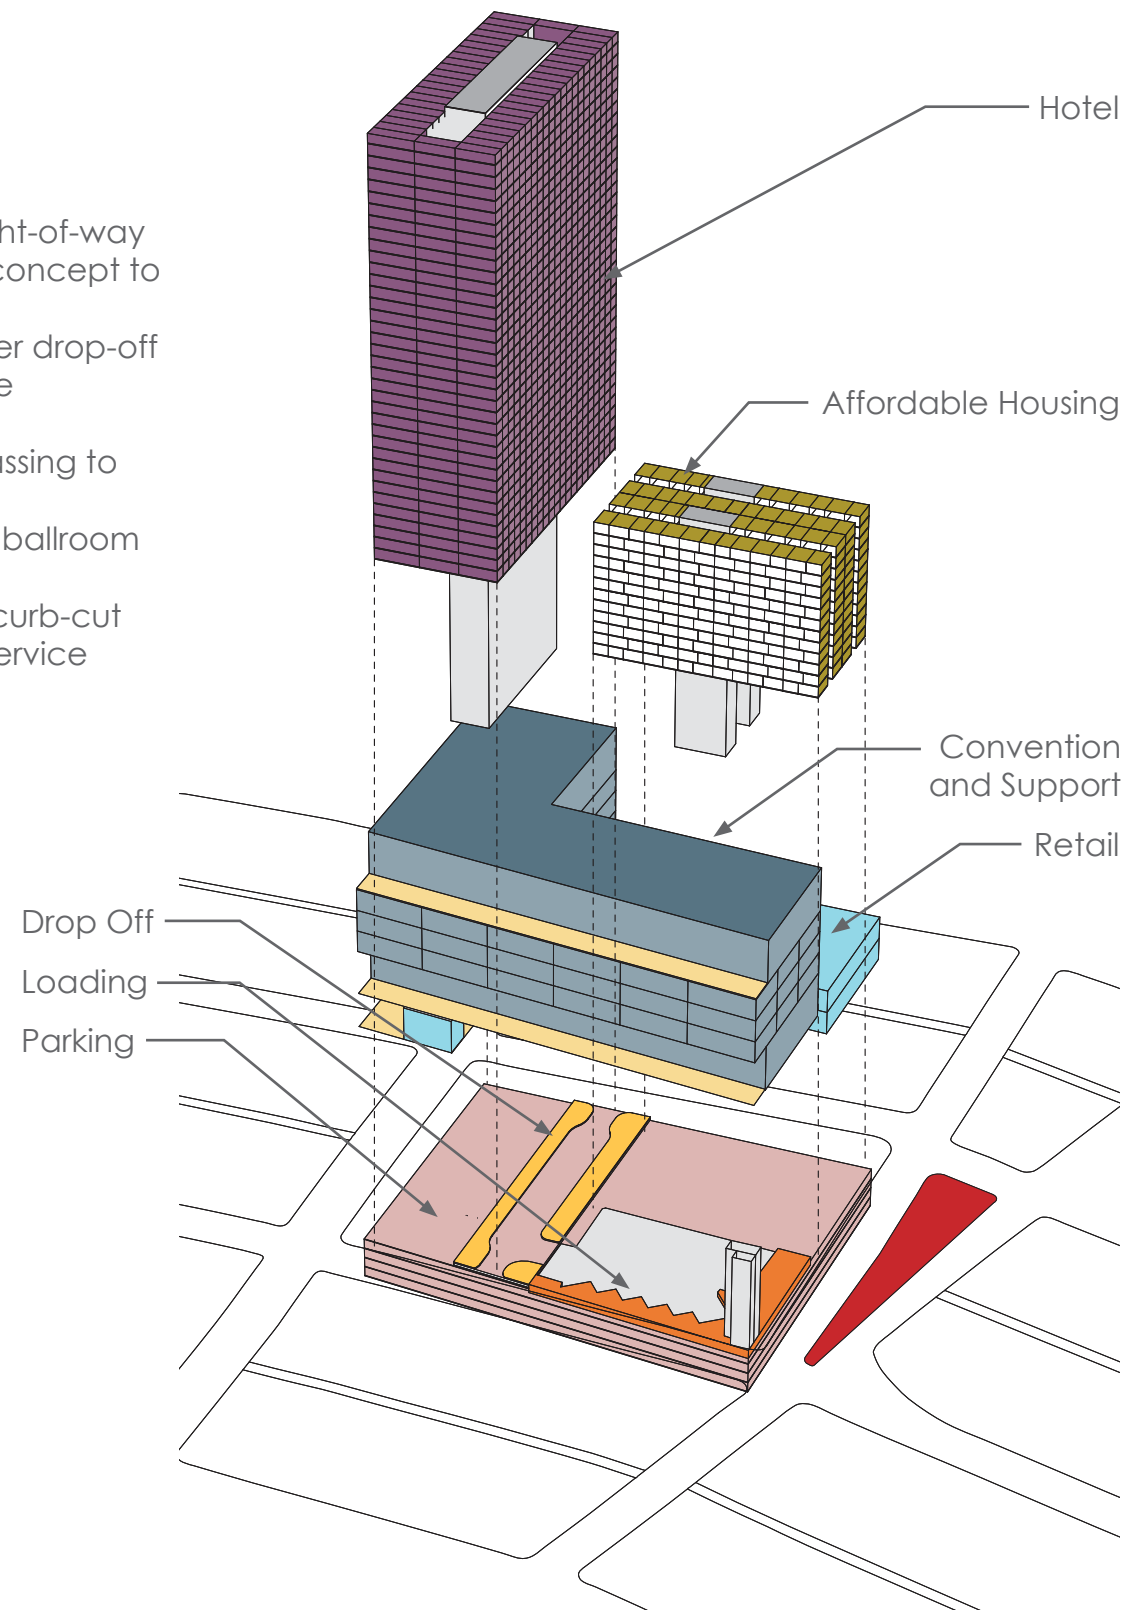 Hotel
ht-of-way
concept to
er drop-off
e
Affordable Housing
assing to
ballroom
curb-cut
ervice
Convention
and Support
Retail
Drop Off
Loading
Parking